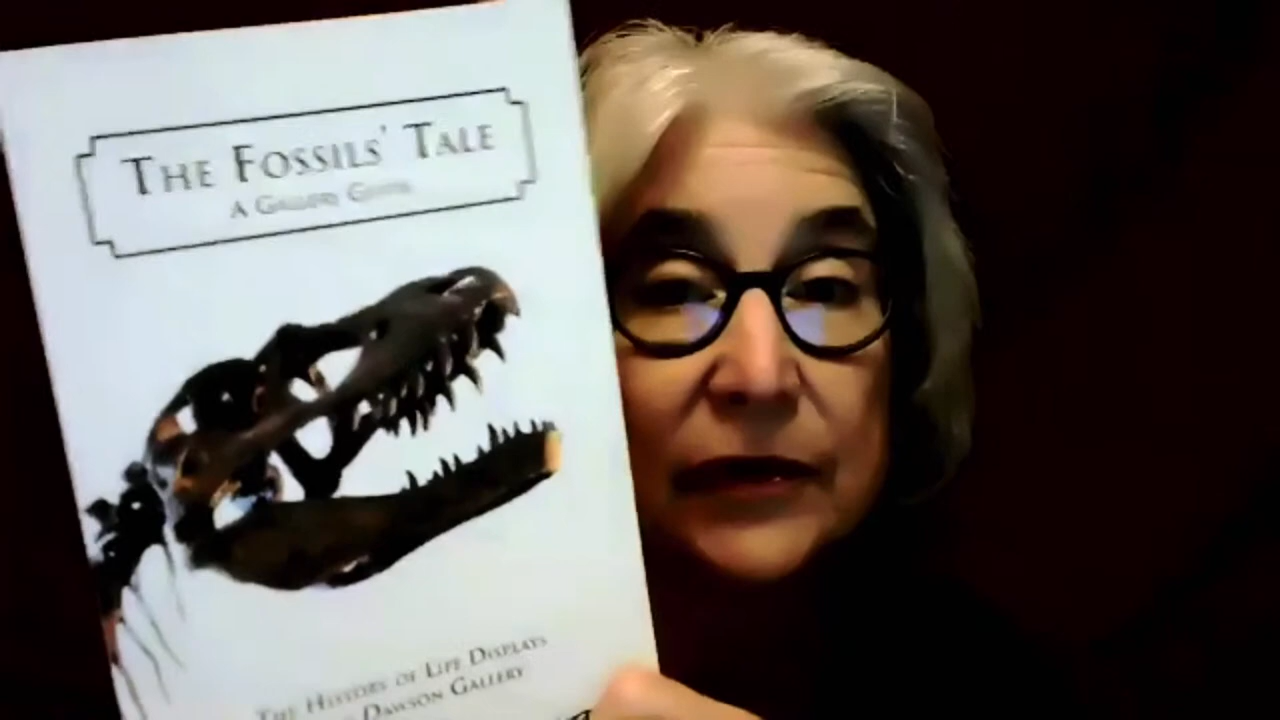 THE FOSSILS' TALE
A GALLERY GUIDE
THE HISTORY OF LIFE DISPLAYS
DAWSON GALLERY